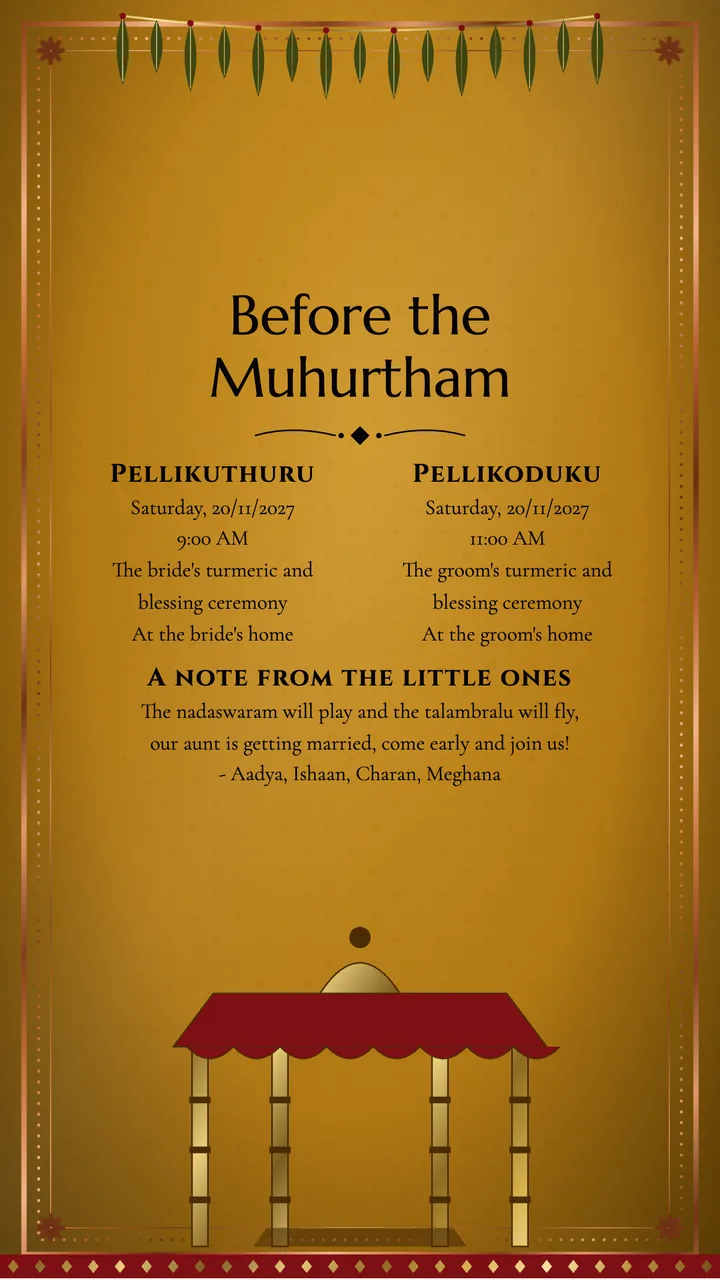 Before the
Muhurtham
Pellikuthuru
Saturday, 20/11/2027
9:00 AM
The bride's turmeric and
blessing ceremony
At the bride's home
Pellikoduku
Saturday, 20/11/2027
11:00 AM
The groom's turmeric and
blessing ceremony
At the groom's home
A note from the little ones
The nadaswaram will play and the talambralu will fly,
our aunt is getting married, come early and join us!
- Aadya, Ishaan, Charan, Meghana